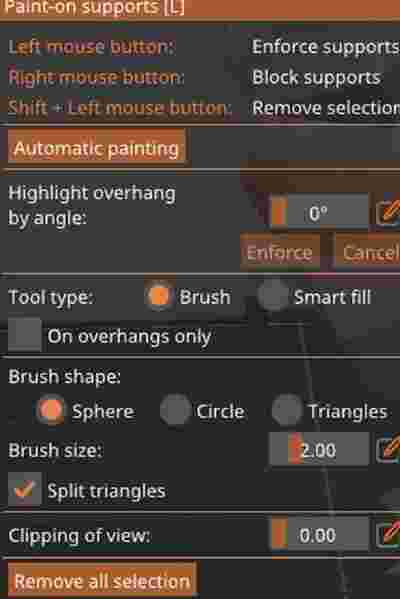 Paint-on supports [L]
Left mouse button: Enforce supports
Right mouse button: Block supports
Shift + Left mouse button: Remove selection
Automatic painting
Highlight overhang
by angle: 0°
Enforce Cancel
Tool type: Brush Smart fill
On overhangs only
Brush shape:
Sphere Circle Triangles
Brush size: 2.00
Split triangles
Clipping of view: 0.00
Remove all selection